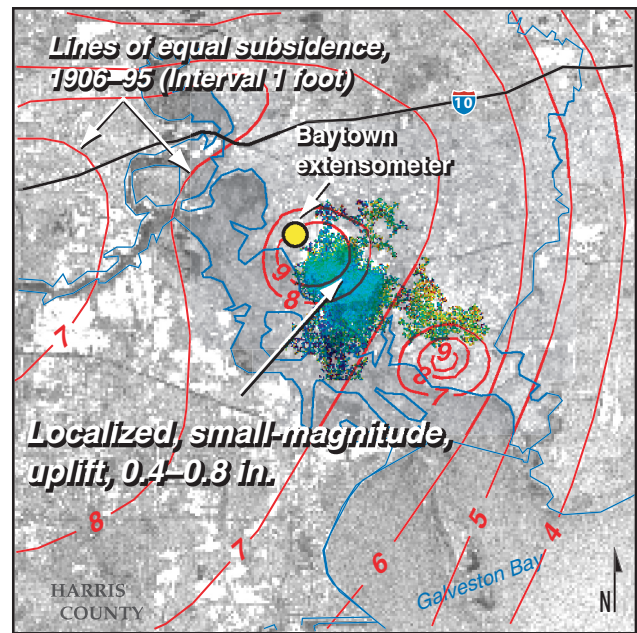 Lines of equal subsidence,
1906–95 (Interval 1 foot)
10
Baytown
extensometer
9
8
7
9
8
7
Localized, small-magnitude,
uplift, 0.4–0.8 in.
8
7
6
5
4
Galveston Bay
HARRIS
COUNTY
N